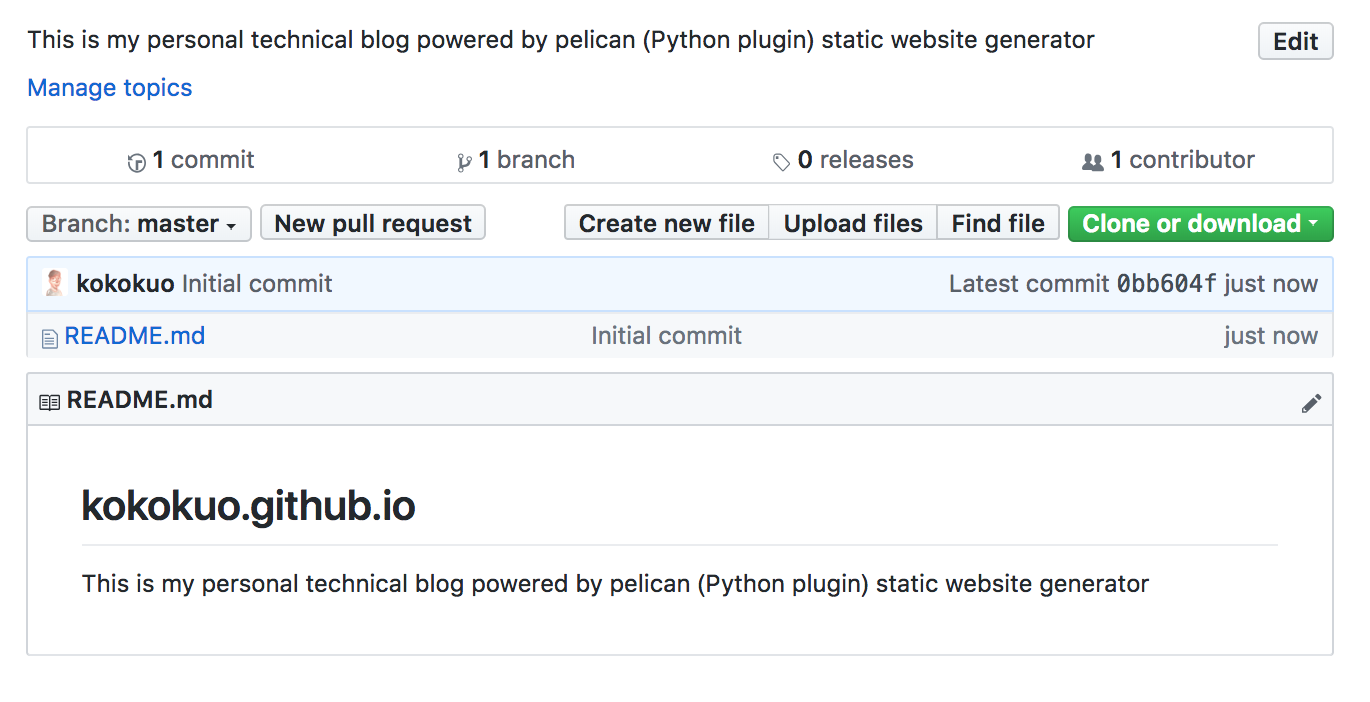 This is my personal technical blog powered by pelican (Python plugin) static website generator Edit
Manage topics
1 commit 1 branch 0 releases 1 contributor
Branch: master New pull request Create new file Upload files Find file Clone or download
kokokuo Initial commit Latest commit 0bb604f just now
README.md Initial commit just now
README.md
kokokuo.github.io
This is my personal technical blog powered by pelican (Python plugin) static website generator